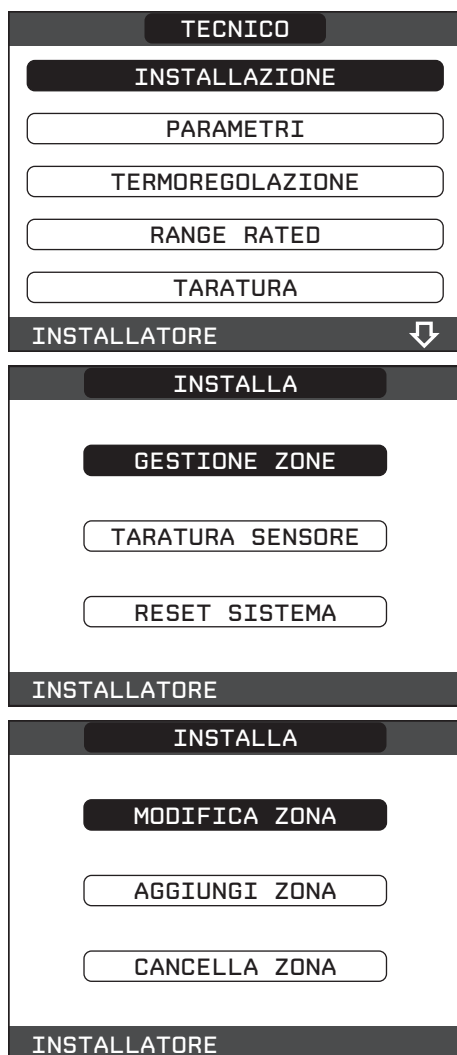 TECNICO
INSTALLAZIONE
PARAMETRI
TERMOREGOLAZIONE
RANGE RATED
TARATURA
INSTALLATORE
INSTALLA
GESTIONE ZONE
TARATURA SENSORE
RESET SISTEMA
INSTALLATORE
INSTALLA
MODIFICA ZONA
AGGIUNGI ZONA
CANCELLA ZONA
INSTALLATORE